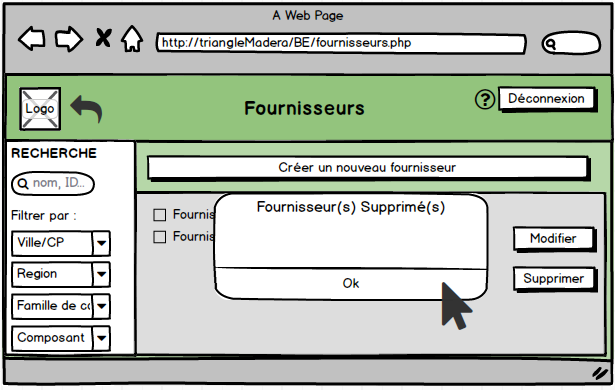 A Web Page
http://triangleMadera/BE/fournisseurs.php
Logo
Fournisseurs
? Déconnexion
RECHERCHE
nom, ID...
Filtrer par :
Ville/CP
Region
Famille de
Composant
Créer un nouveau fournisseur
Fournis
Fournis
Fournisseur(s) Supprimé(s)
Ok
Modifier
Supprimer